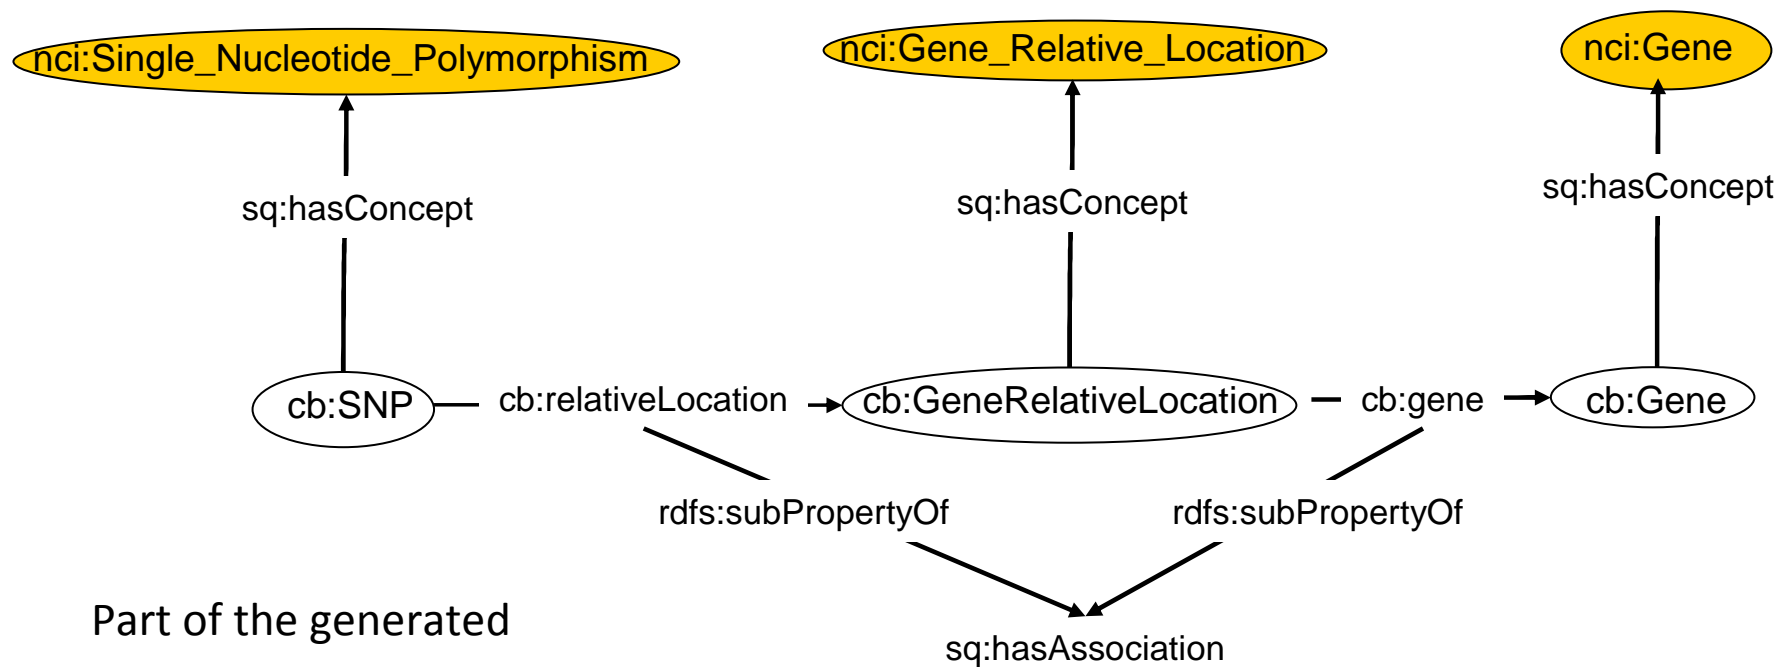 nci:Single_Nucleotide_Polymorphism
nci:Gene_Relative_Location
nci:Gene
sq:hasConcept
sq:hasConcept
sq:hasConcept
cb:SNP
cb:relativeLocation
cb:GeneRelativeLocation
cb:gene
cb:Gene
rdfs:subPropertyOf
rdfs:subPropertyOf
Part of the generated
sq:hasAssociation